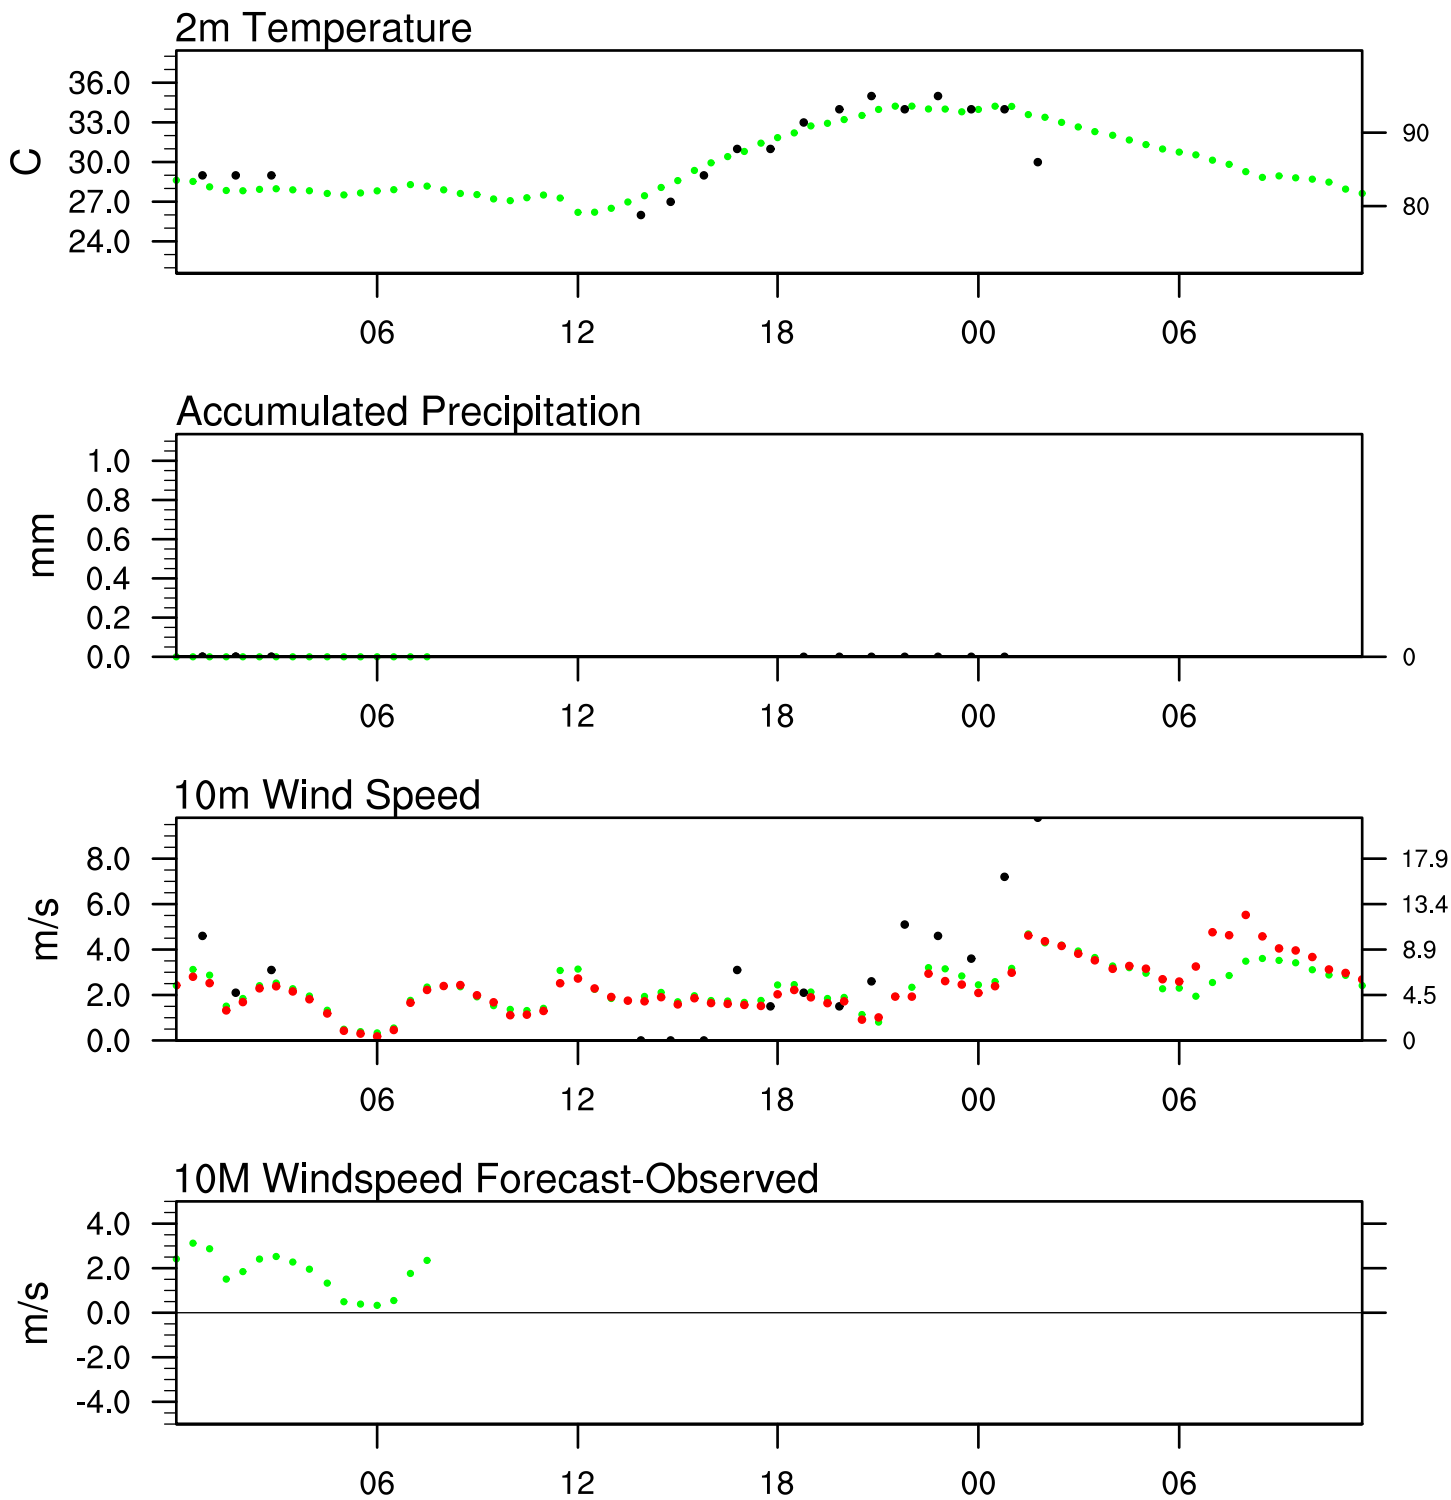 2m Temperature
C
36.0
33.0
30.0
27.0
24.0
90
80
06 12 18 00 06
Accumulated Precipitation
mm
1.0
0.8
0.6
0.4
0.2
0.0
0
06 12 18 00 06
10m Wind Speed
m/s
8.0
6.0
4.0
2.0
0.0
17.9
13.4
8.9
4.5
0
06 12 18 00 06
10M Windspeed Forecast-Observed
m/s
4.0
2.0
0.0
-2.0
-4.0
06 12 18 00 06